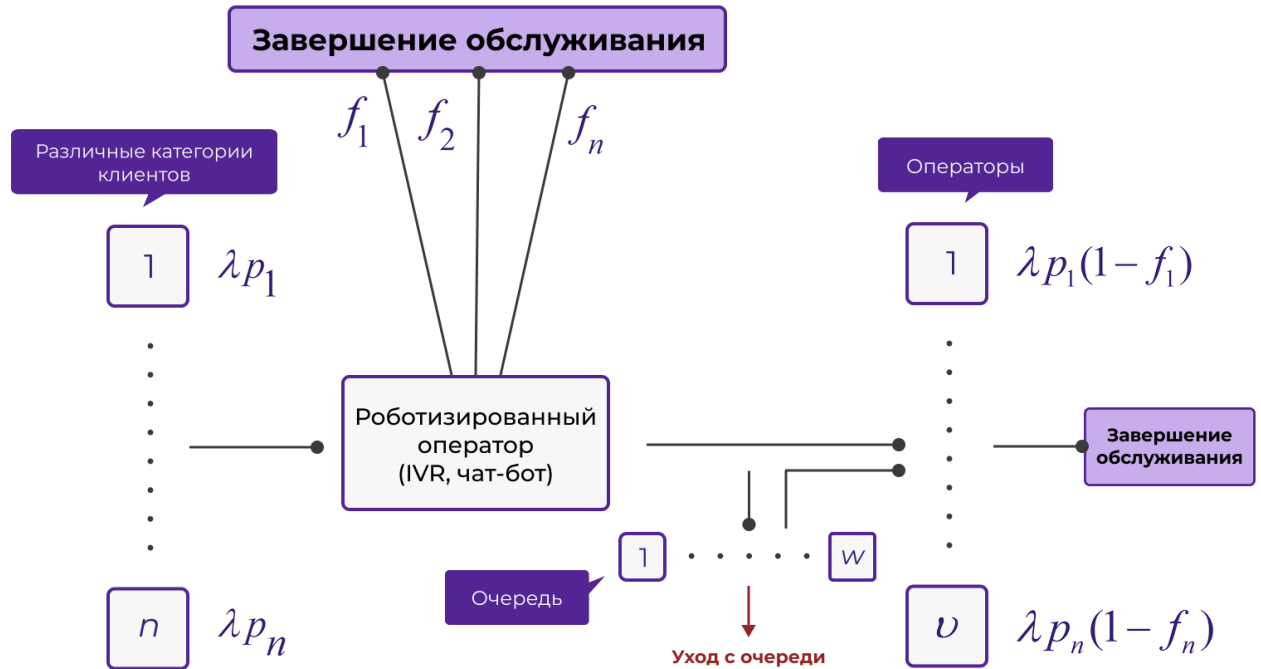 Завершение обслуживания
f₁
f₂
fₙ
Различные категории
клиентов
Операторы
1
λp₁
1
λp₁(1−f₁)
Роботизированный
оператор
(IVR, чат-бот)
Завершение
обслуживания
1
w
Очередь
n
λpₙ
υ
λpₙ(1−fₙ)
Уход с очереди